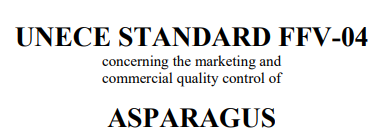 UNECE STANDARD FFV-04
concerning the marketing and
commercial quality control of
ASPARAGUS